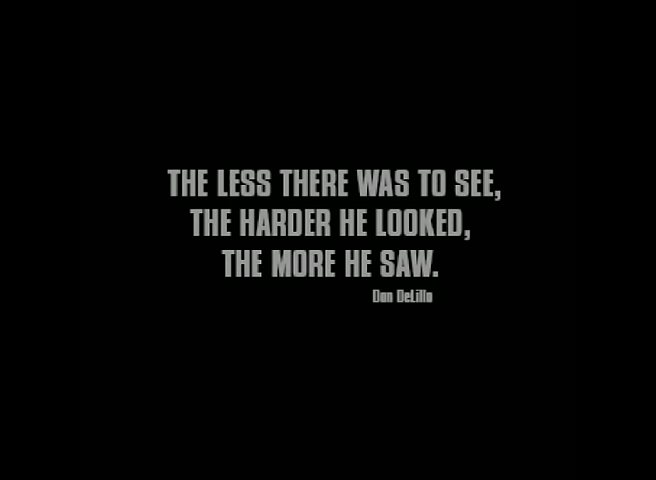 THE LESS THERE WAS TO SEE,
THE HARDER HE LOOKED,
THE MORE HE SAW.
Don DeLillo